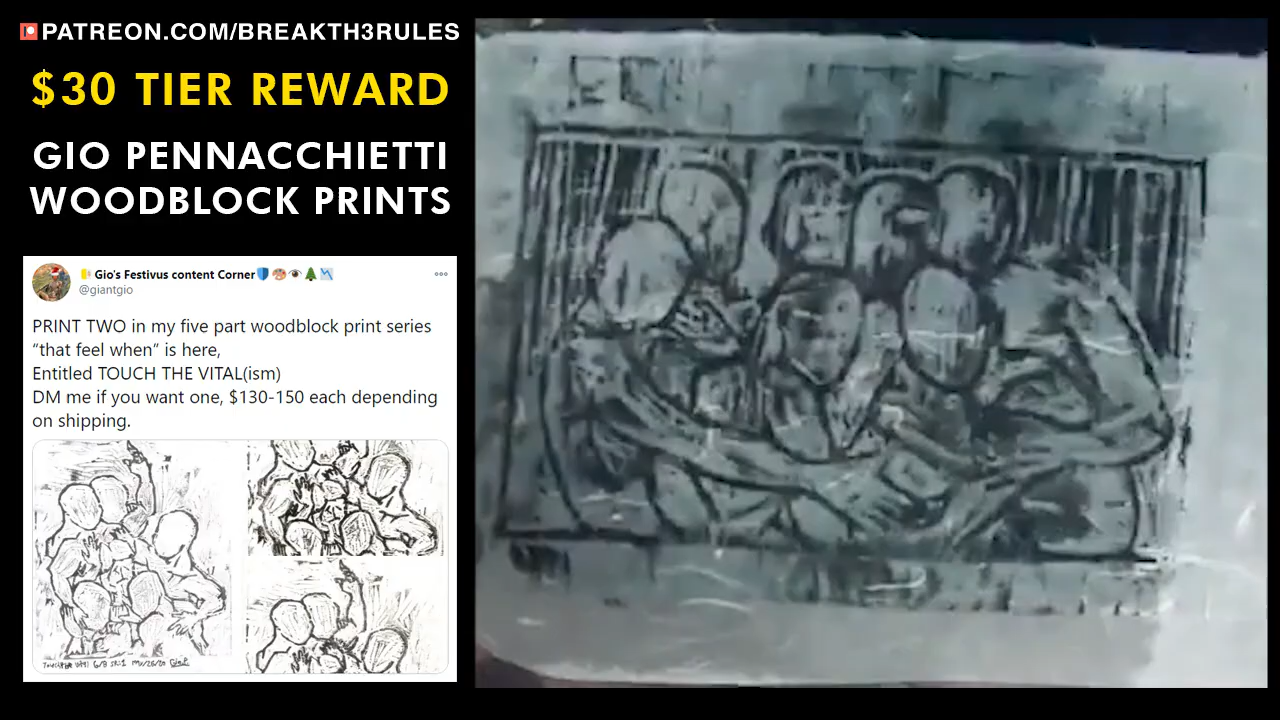 PATREON.COM/BREAKTH3RULES
$30 TIER REWARD
GIO PENNACCHIETTI
WOODBLOCK PRINTS
Gio's Festivus content Corner
@giantgio
PRINT TWO in my five part woodblock print series
“that feel when” is here,
Entitled TOUCH THE VITAL(ism)
DM me if you want one, $130-150 each depending
on shipping.